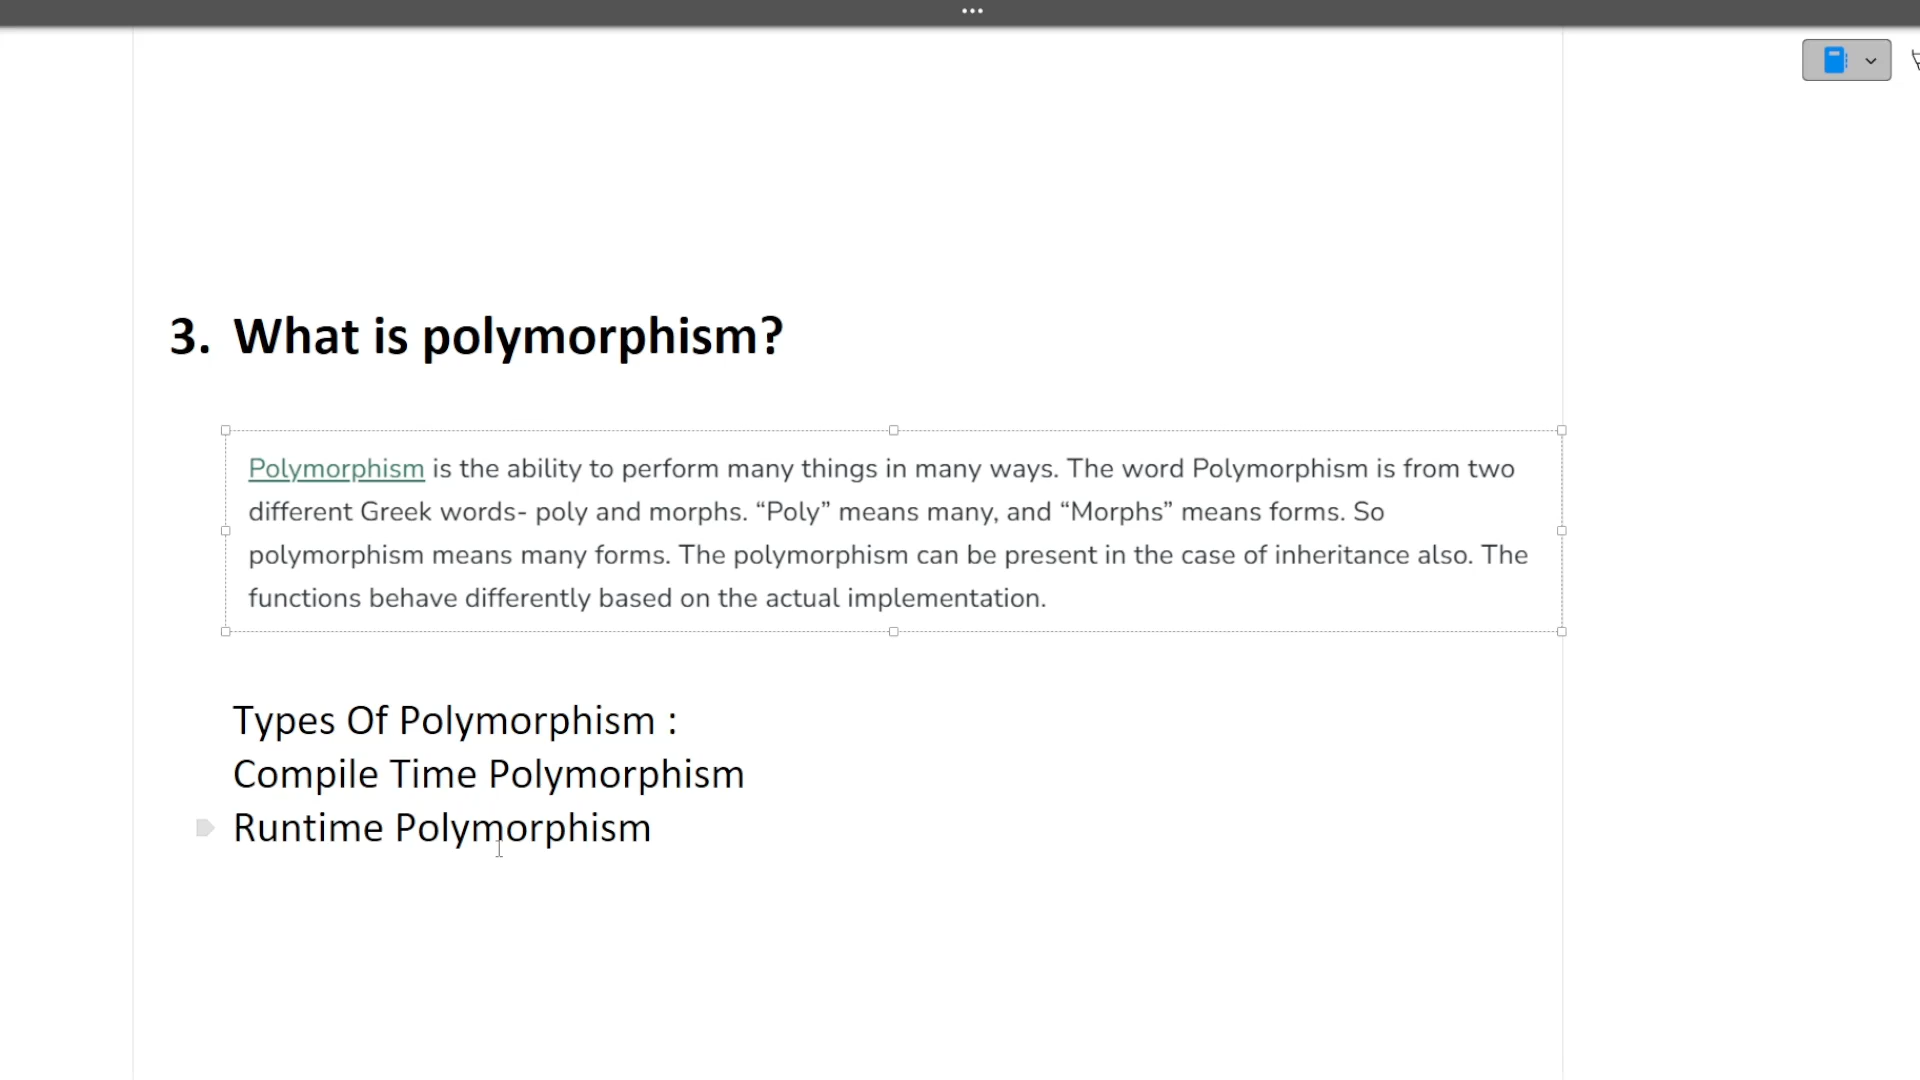 3. What is polymorphism?
Polymorphism is the ability to perform many things in many ways. The word Polymorphism is from two
different Greek words- poly and morphs. “Poly” means many, and “Morphs” means forms. So
polymorphism means many forms. The polymorphism can be present in the case of inheritance also. The
functions behave differently based on the actual implementation.
Types Of Polymorphism :
Compile Time Polymorphism
Runtime Polymorphism